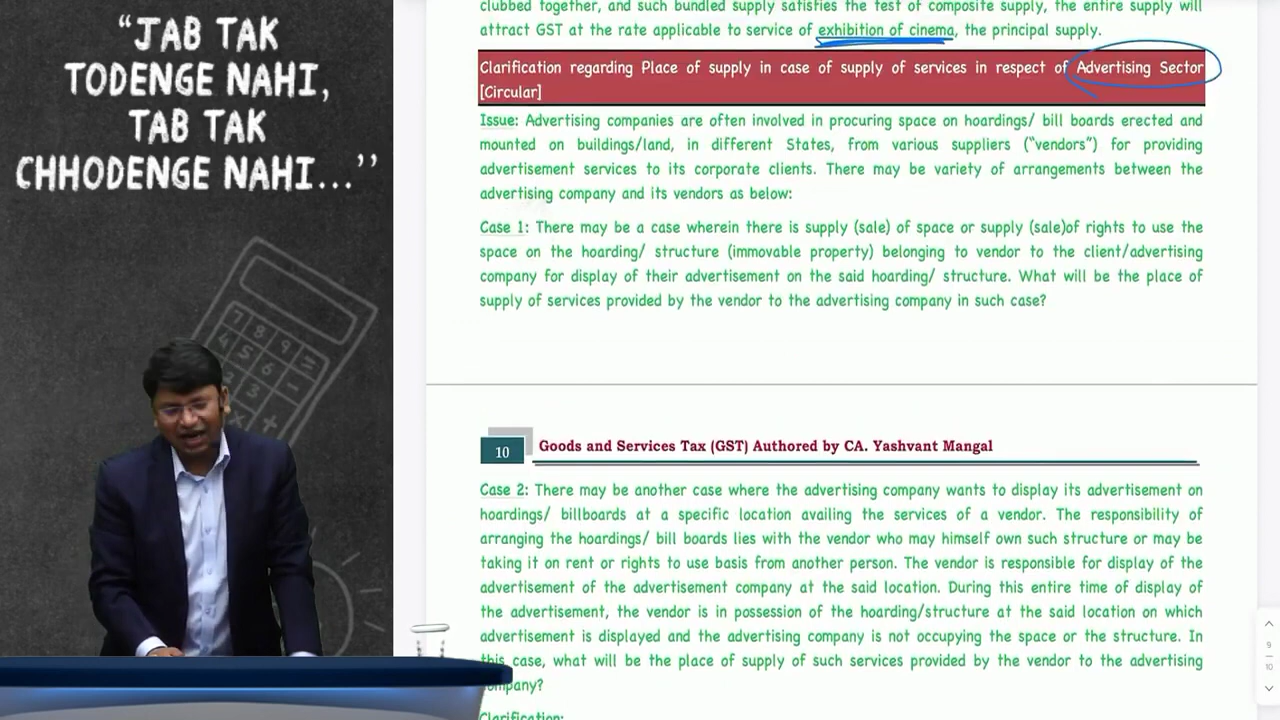 “JAB TAK
TODENGE NAHI,
TAB TAK
CHHODENGE NAHI...’’
clubbed together, and such bundled supply satisfies the test of composite supply, the entire supply will
attract GST at the rate applicable to service of exhibition of cinema, the principal supply.
Clarification regarding Place of supply in case of supply of services in respect of Advertising Sector
[Circular]
Issue: Advertising companies are often involved in procuring space on hoardings/ bill boards erected and
mounted on buildings/land, in different States, from various suppliers (“vendors”) for providing
advertisement services to its corporate clients. There may be variety of arrangements between the
advertising company and its vendors as below:
Case 1: There may be a case wherein there is supply (sale) of space or supply (sale)of rights to use the
space on the hoarding/ structure (immovable property) belonging to vendor to the client/advertising
company for display of their advertisement on the said hoarding/ structure. What will be the place of
supply of services provided by the vendor to the advertising company in such case?
10 Goods and Services Tax (GST) Authored by CA. Yashvant Mangal
Case 2: There may be another case where the advertising company wants to display its advertisement on
hoardings/ billboards at a specific location availing the services of a vendor. The responsibility of
arranging the hoardings/ bill boards lies with the vendor who may himself own such structure or may be
taking it on rent or rights to use basis from another person. The vendor is responsible for display of the
advertisement of the advertisement company at the said location. During this entire time of display of
the advertisement, the vendor is in possession of the hoarding/structure at the said location on which
advertisement is displayed and the advertising company is not occupying the space or the structure. In
this case, what will be the place of supply of such services provided by the vendor to the advertising
company?
Clarification:
9
10